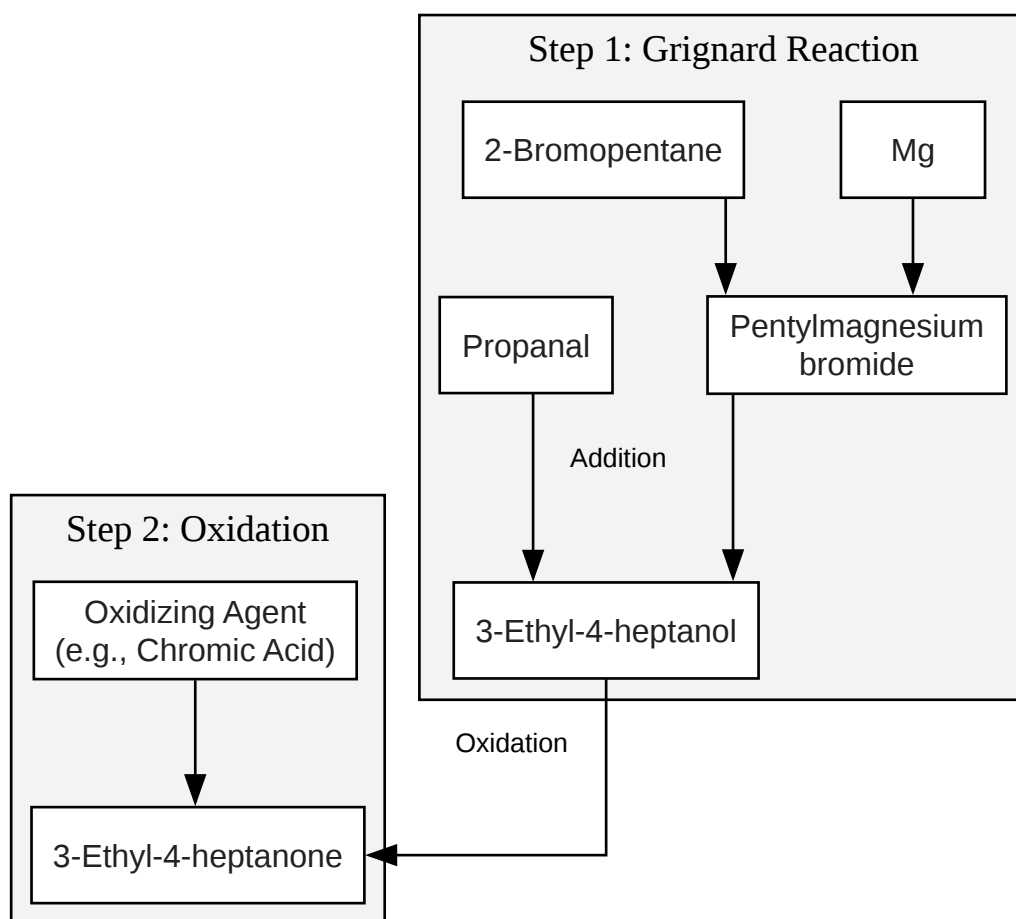 Step 1: Grignard Reaction
2-Bromopentane
Mg
Propanal
Pentylmagnesium
bromide
Addition
3-Ethyl-4-heptanol
Oxidation
Step 2: Oxidation
Oxidizing Agent
(e.g., Chromic Acid)
3-Ethyl-4-heptanone